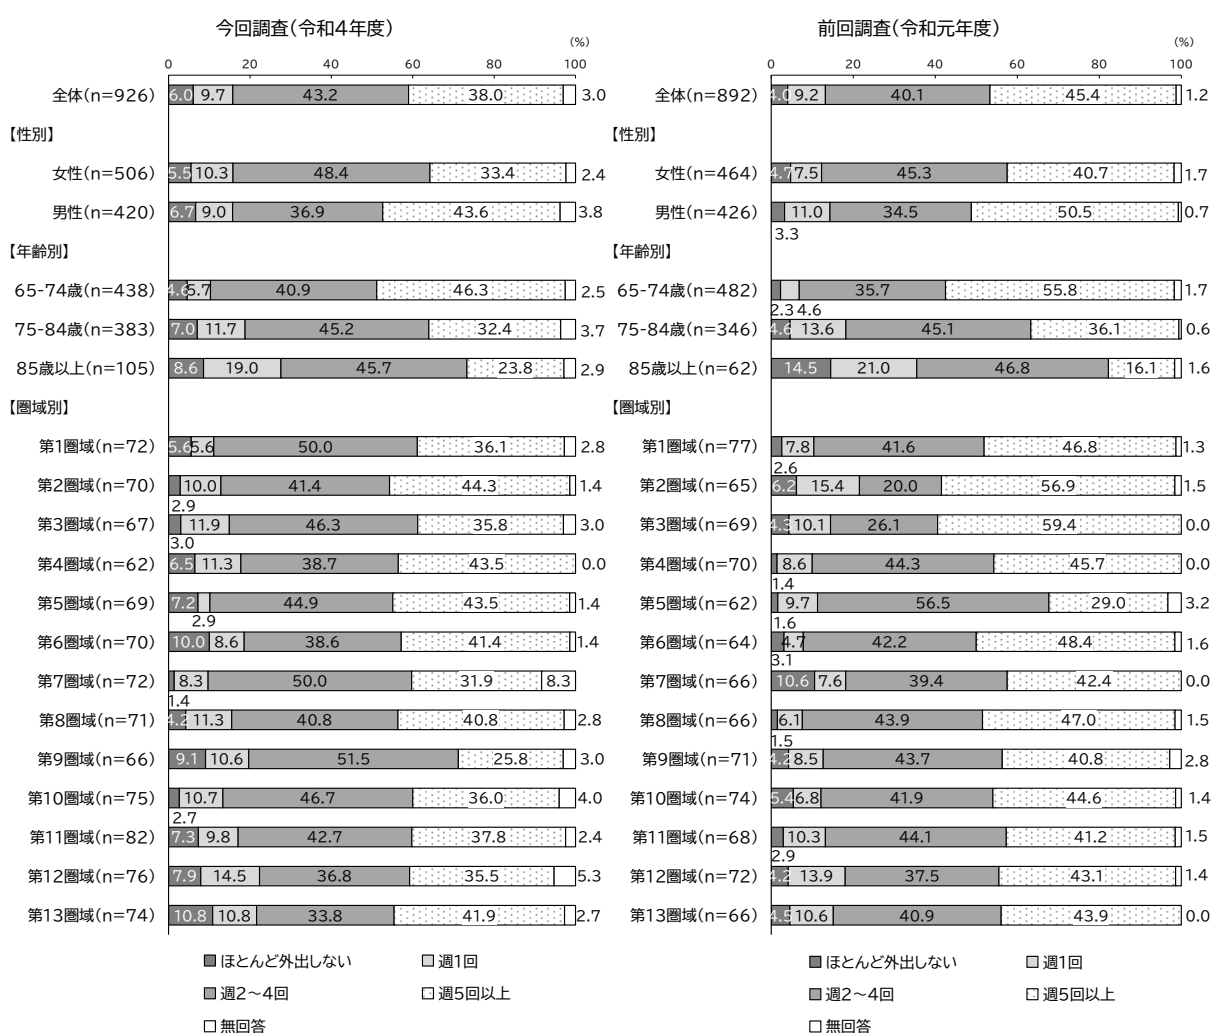 今回調査(令和4年度)
(%)
0 20 40 60 80 100
全体(n=926) 6.0 9.7 43.2 38.0 3.0
【性別】
女性(n=506) 5.5 10.3 48.4 33.4 2.4
男性(n=420) 6.7 9.0 36.9 43.6 3.8
【年齢別】
65-74歳(n=438) 4.6 5.7 40.9 46.3 2.5
75-84歳(n=383) 7.0 11.7 45.2 32.4 3.7
85歳以上(n=105) 8.6 19.0 45.7 23.8 2.9
【圏域別】
第1圏域(n=72) 5.6 5.6 50.0 36.1 2.8
第2圏域(n=70) 10.0 41.4 44.3 1.4
2.9
第3圏域(n=67) 11.9 46.3 35.8 3.0
3.0
第4圏域(n=62) 6.5 11.3 38.7 43.5 0.0
第5圏域(n=69) 7.2 44.9 43.5 1.4
2.9
第6圏域(n=70) 10.0 8.6 38.6 41.4 1.4
第7圏域(n=72) 8.3 50.0 31.9 8.3
1.4
第8圏域(n=71) 4.2 11.3 40.8 40.8 2.8
第9圏域(n=66) 9.1 10.6 51.5 25.8 3.0
第10圏域(n=75) 10.7 46.7 36.0 4.0
2.7
第11圏域(n=82) 7.3 9.8 42.7 37.8 2.4
第12圏域(n=76) 7.9 14.5 36.8 35.5 5.3
第13圏域(n=74) 10.8 10.8 33.8 41.9 2.7
ほとんど外出しない 週1回
週2～4回 週5回以上
無回答
前回調査(令和元年度)
(%)
0 20 40 60 80 100
全体(n=892) 4.0 9.2 40.1 45.4 1.2
【性別】
女性(n=464) 4.7 7.5 45.3 40.7 1.7
男性(n=426) 11.0 34.5 50.5 0.7
3.3
【年齢別】
65-74歳(n=482) 35.7 55.8 1.7
2.3 4.6
75-84歳(n=346) 4.6 13.6 45.1 36.1 0.6
85歳以上(n=62) 14.5 21.0 46.8 16.1 1.6
【圏域別】
第1圏域(n=77) 7.8 41.6 46.8 1.3
2.6
第2圏域(n=65) 6.2 15.4 20.0 56.9 1.5
第3圏域(n=69) 4.3 10.1 26.1 59.4 0.0
第4圏域(n=70) 8.6 44.3 45.7 0.0
1.4
第5圏域(n=62) 9.7 56.5 29.0 3.2
1.6
第6圏域(n=64) 4.7 42.2 48.4 1.6
3.1
第7圏域(n=66) 10.6 7.6 39.4 42.4 0.0
第8圏域(n=66) 6.1 43.9 47.0 1.5
1.5
第9圏域(n=71) 4.2 8.5 43.7 40.8 2.8
第10圏域(n=74) 5.4 6.8 41.9 44.6 1.4
第11圏域(n=68) 10.3 44.1 41.2 1.5
2.9
第12圏域(n=72) 4.2 13.9 37.5 43.1 1.4
第13圏域(n=66) 4.5 10.6 40.9 43.9 0.0
ほとんど外出しない 週1回
週2～4回 週5回以上
無回答